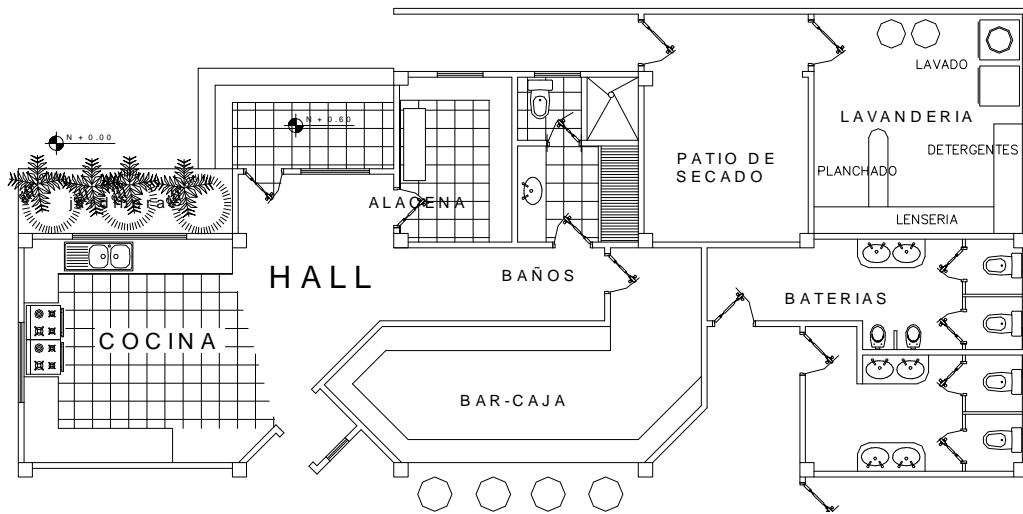 LAVADO
LAVANDERIA
N + 0.60
N + 0.00
DETERGENTES
PATIO DE
SECADO
PLANCHADO
jardinera
ALACENA
LENSERIA
HALL
BAÑOS
BATERIAS
COCINA
BAR-CAJA